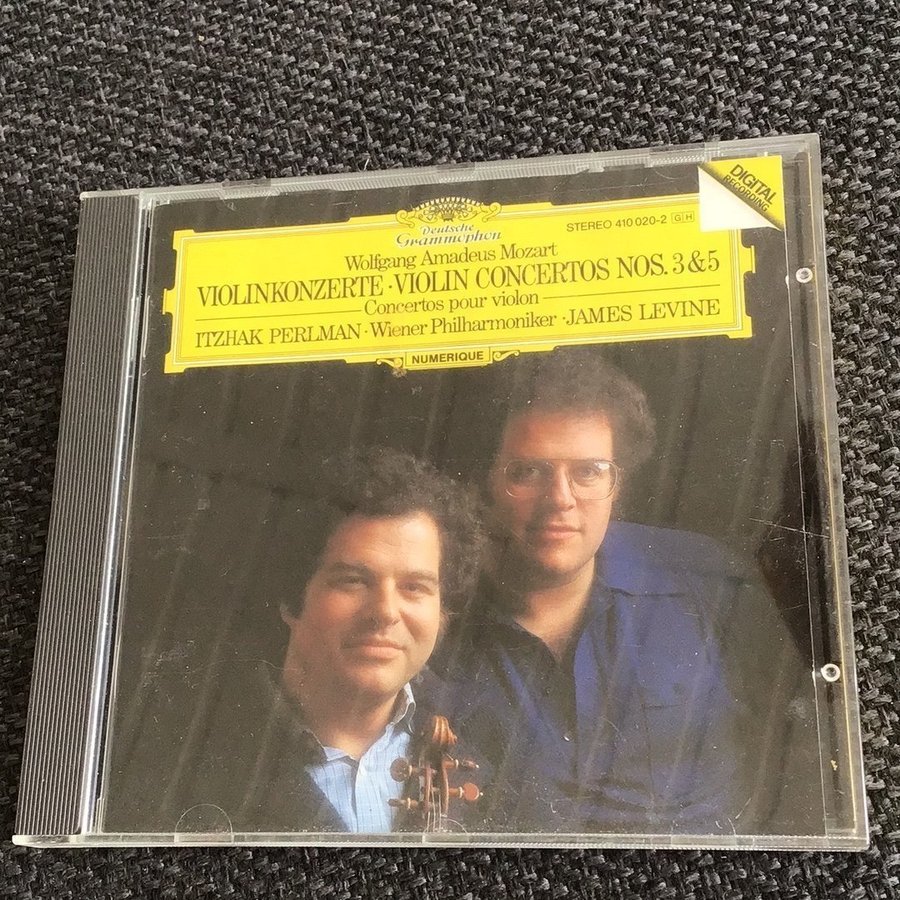 DIGITAL
RECORDING
Deutsche
Grammophon
STEREO 410 020-2 G H
Wolfgang Amadeus Mozart
VIOLINKONZERTE · VIOLIN CONCERTOS NOS. 3 & 5
Concertos pour violon
ITZHAK PERLMAN · Wiener Philharmoniker · JAMES LEVINE
NUMERIQUE